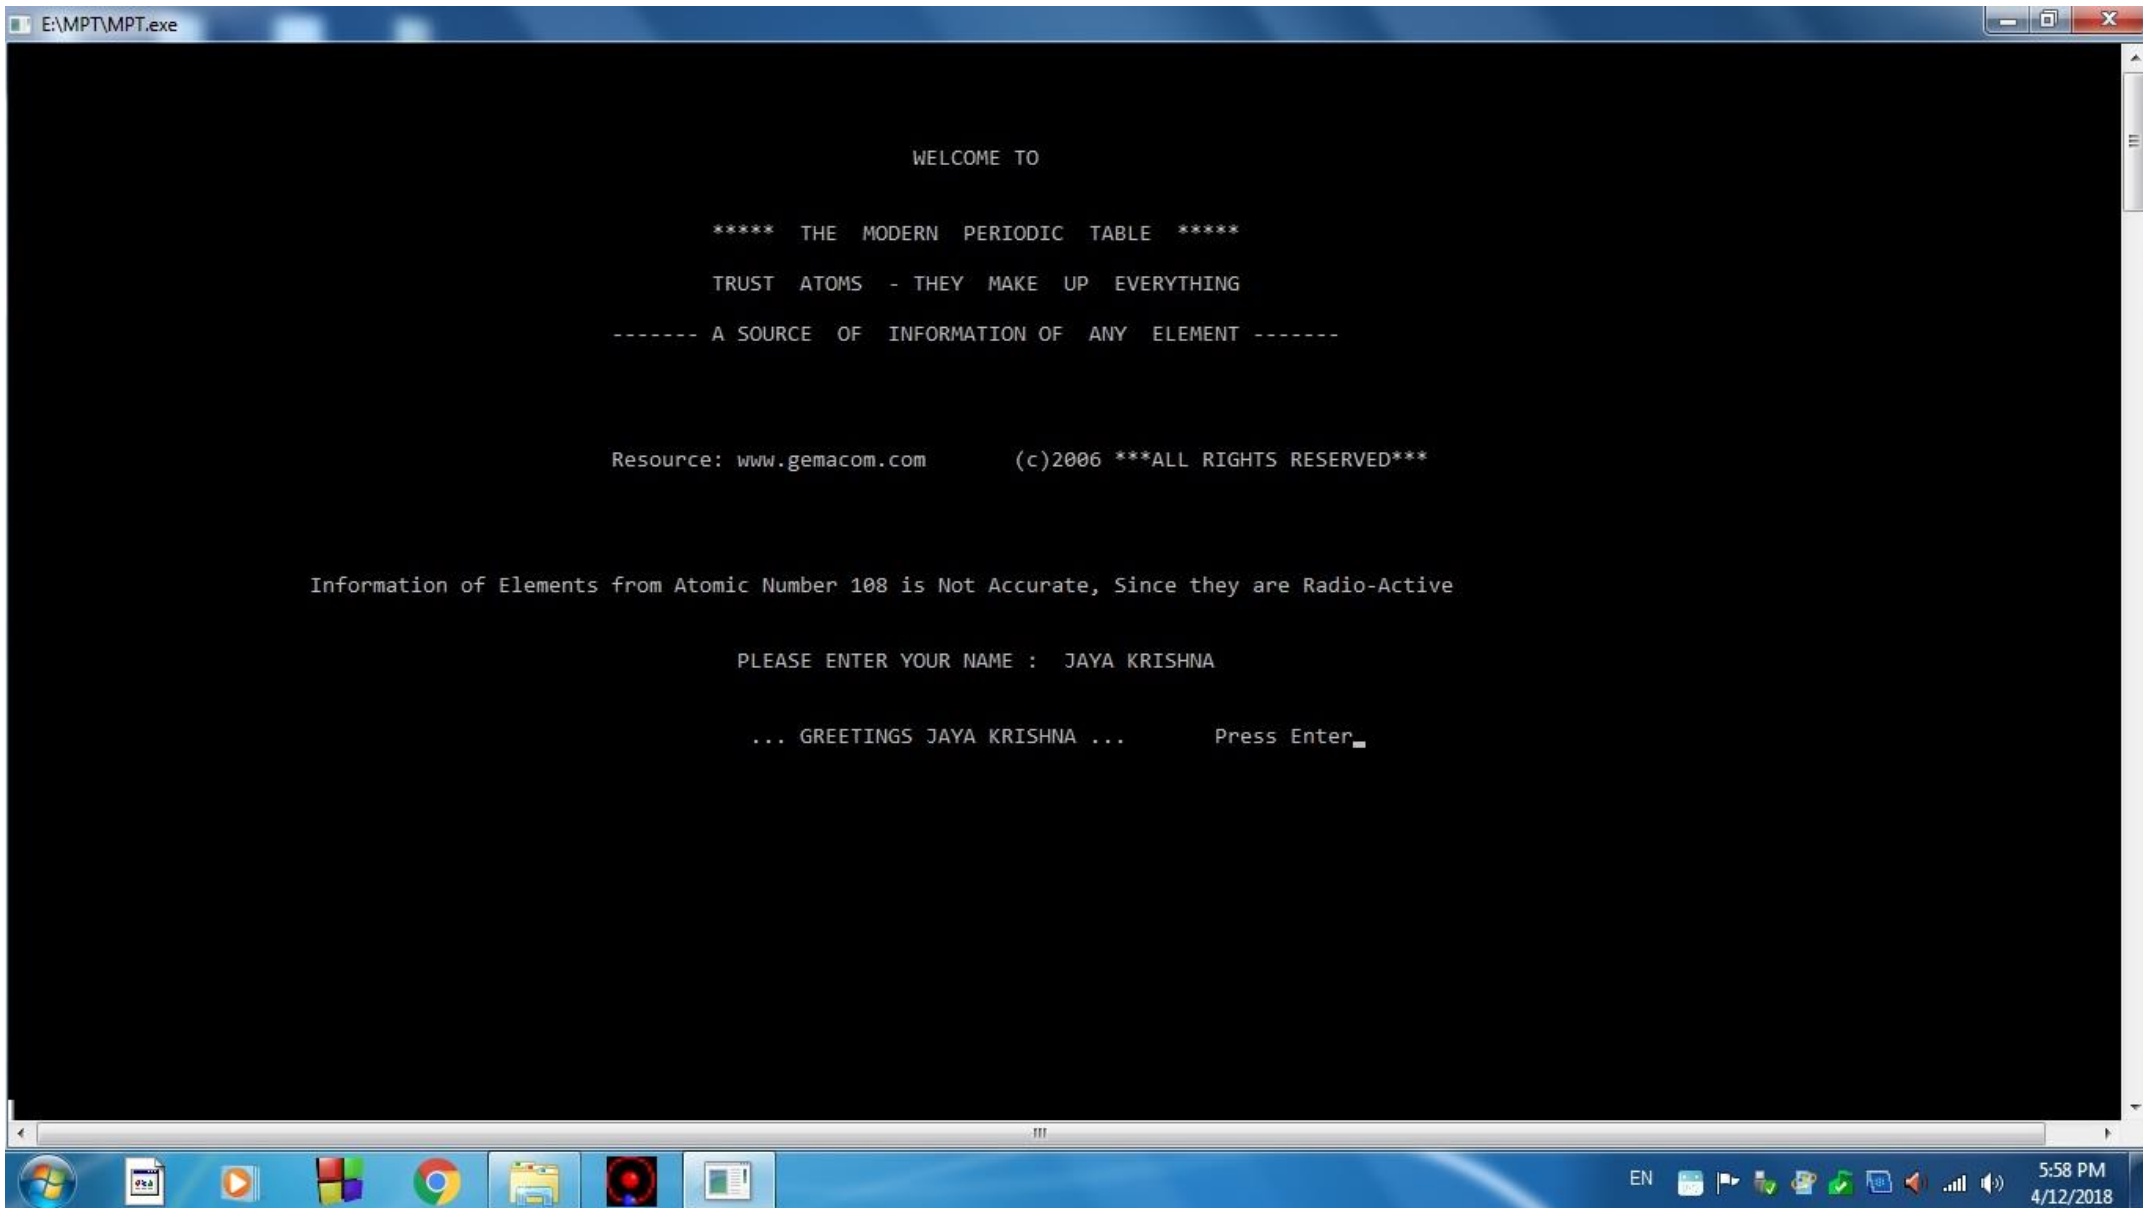 E:\MPT\MPT.exe
WELCOME TO
***** THE MODERN PERIODIC TABLE *****
TRUST ATOMS - THEY MAKE UP EVERYTHING
------- A SOURCE OF INFORMATION OF ANY ELEMENT -------
Resource: www.gemacom.com (c)2006 ***ALL RIGHTS RESERVED***
Information of Elements from Atomic Number 108 is Not Accurate, Since they are Radio-Active
PLEASE ENTER YOUR NAME : JAYA KRISHNA
... GREETINGS JAYA KRISHNA ... Press Enter_
EN
5:58 PM
4/12/2018